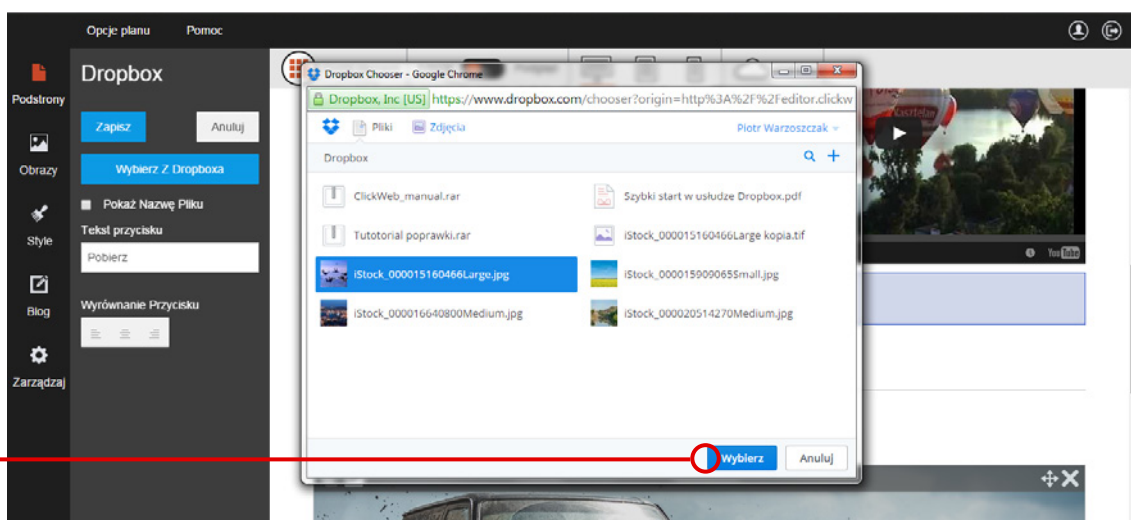 Opcje planu Pomoc
Podstrony
Obrazy
Style
Blog
Zarządzaj
Dropbox
Zapisz Anuluj
Wybierz Z Dropboxa
Pokaż Nazwę Pliku
Tekst przycisku
Pobierz
Wyrównanie Przycisku
Dropbox Chooser - Google Chrome
Dropbox, Inc [US] https://www.dropbox.com/chooser?origin=http%3A%2F%2Feditor.clickw
Pliki Zdjęcia Piotr Warzoszczak
Dropbox
ClickWeb_manual.rar Szybki start w usłudze Dropbox.pdf
Tutotorial poprawki.rar iStock_000015160466Large kopia.tif
iStock_000015160466Large.jpg iStock_000015909065Small.jpg
iStock_000016640800Medium.jpg iStock_000020514270Medium.jpg
Wybierz Anuluj
YouTube